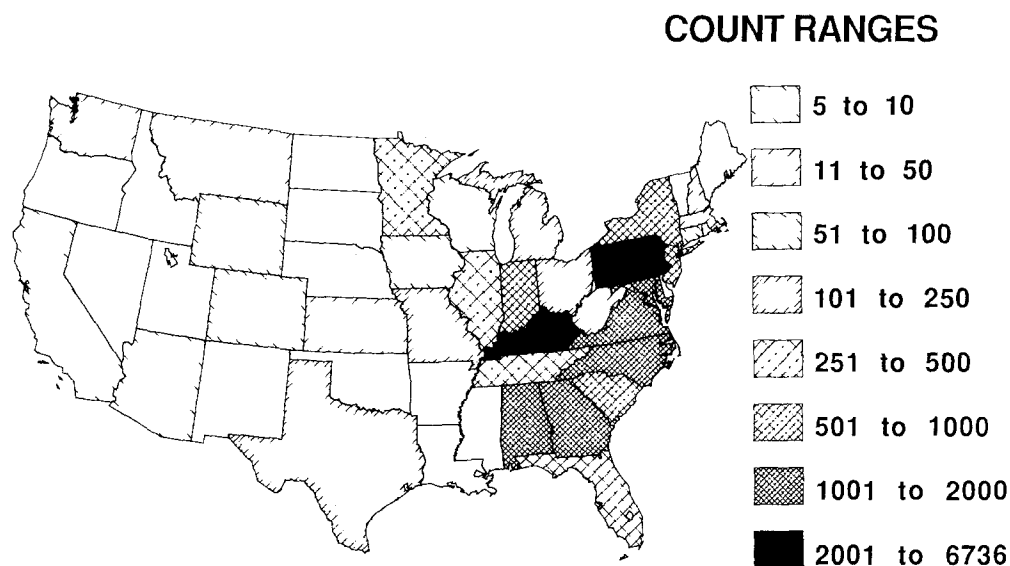 COUNT RANGES
5 to 10
11 to 50
51 to 100
101 to 250
251 to 500
501 to 1000
1001 to 2000
2001 to 6736